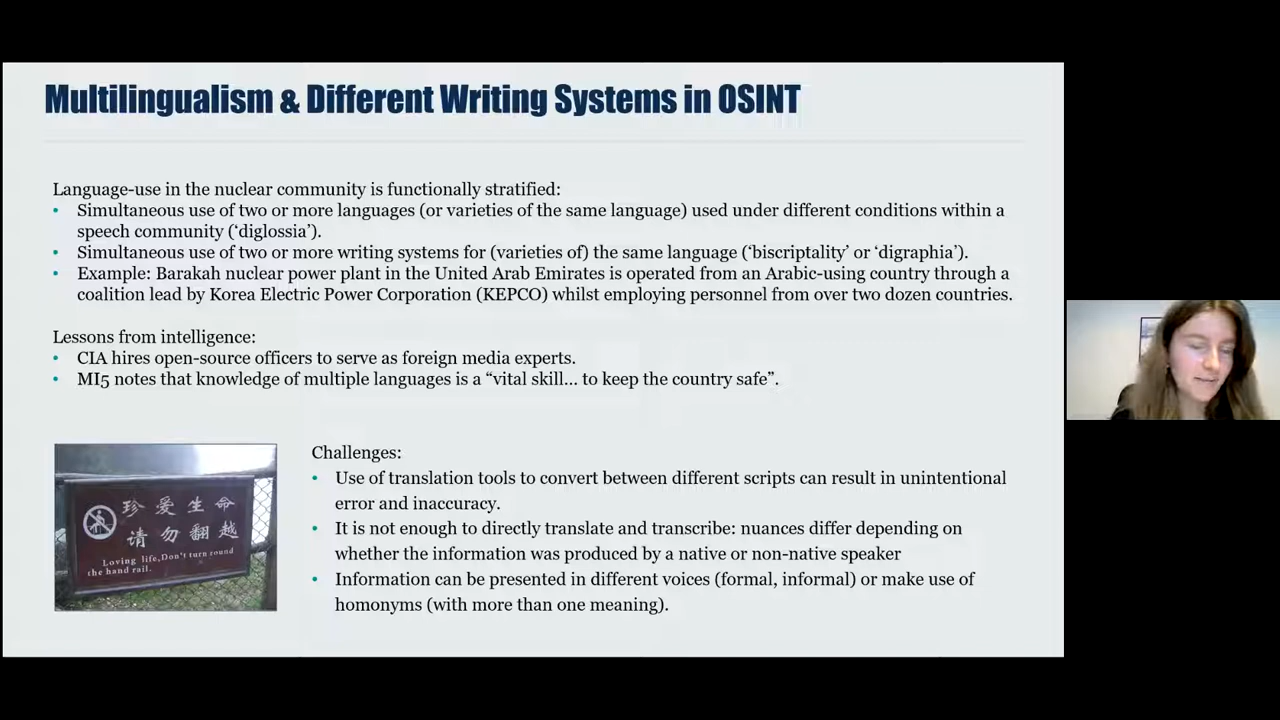 Multilingualism & Different Writing Systems in OSINT
Language-use in the nuclear community is functionally stratified:
• Simultaneous use of two or more languages (or varieties of the same language) used under different conditions within a
speech community (‘diglossia’).
• Simultaneous use of two or more writing systems for (varieties of) the same language (‘biscriptality’ or ‘digraphia’).
• Example: Barakah nuclear power plant in the United Arab Emirates is operated from an Arabic-using country through a
coalition lead by Korea Electric Power Corporation (KEPCO) whilst employing personnel from over two dozen countries.
Lessons from intelligence:
• CIA hires open-source officers to serve as foreign media experts.
• MI5 notes that knowledge of multiple languages is a “vital skill... to keep the country safe”.
珍爱生命
请勿翻越
Loving life,Don't turn round
the hand rail.
Challenges:
• Use of translation tools to convert between different scripts can result in unintentional
error and inaccuracy.
• It is not enough to directly translate and transcribe: nuances differ depending on
whether the information was produced by a native or non-native speaker
• Information can be presented in different voices (formal, informal) or make use of
homonyms (with more than one meaning).